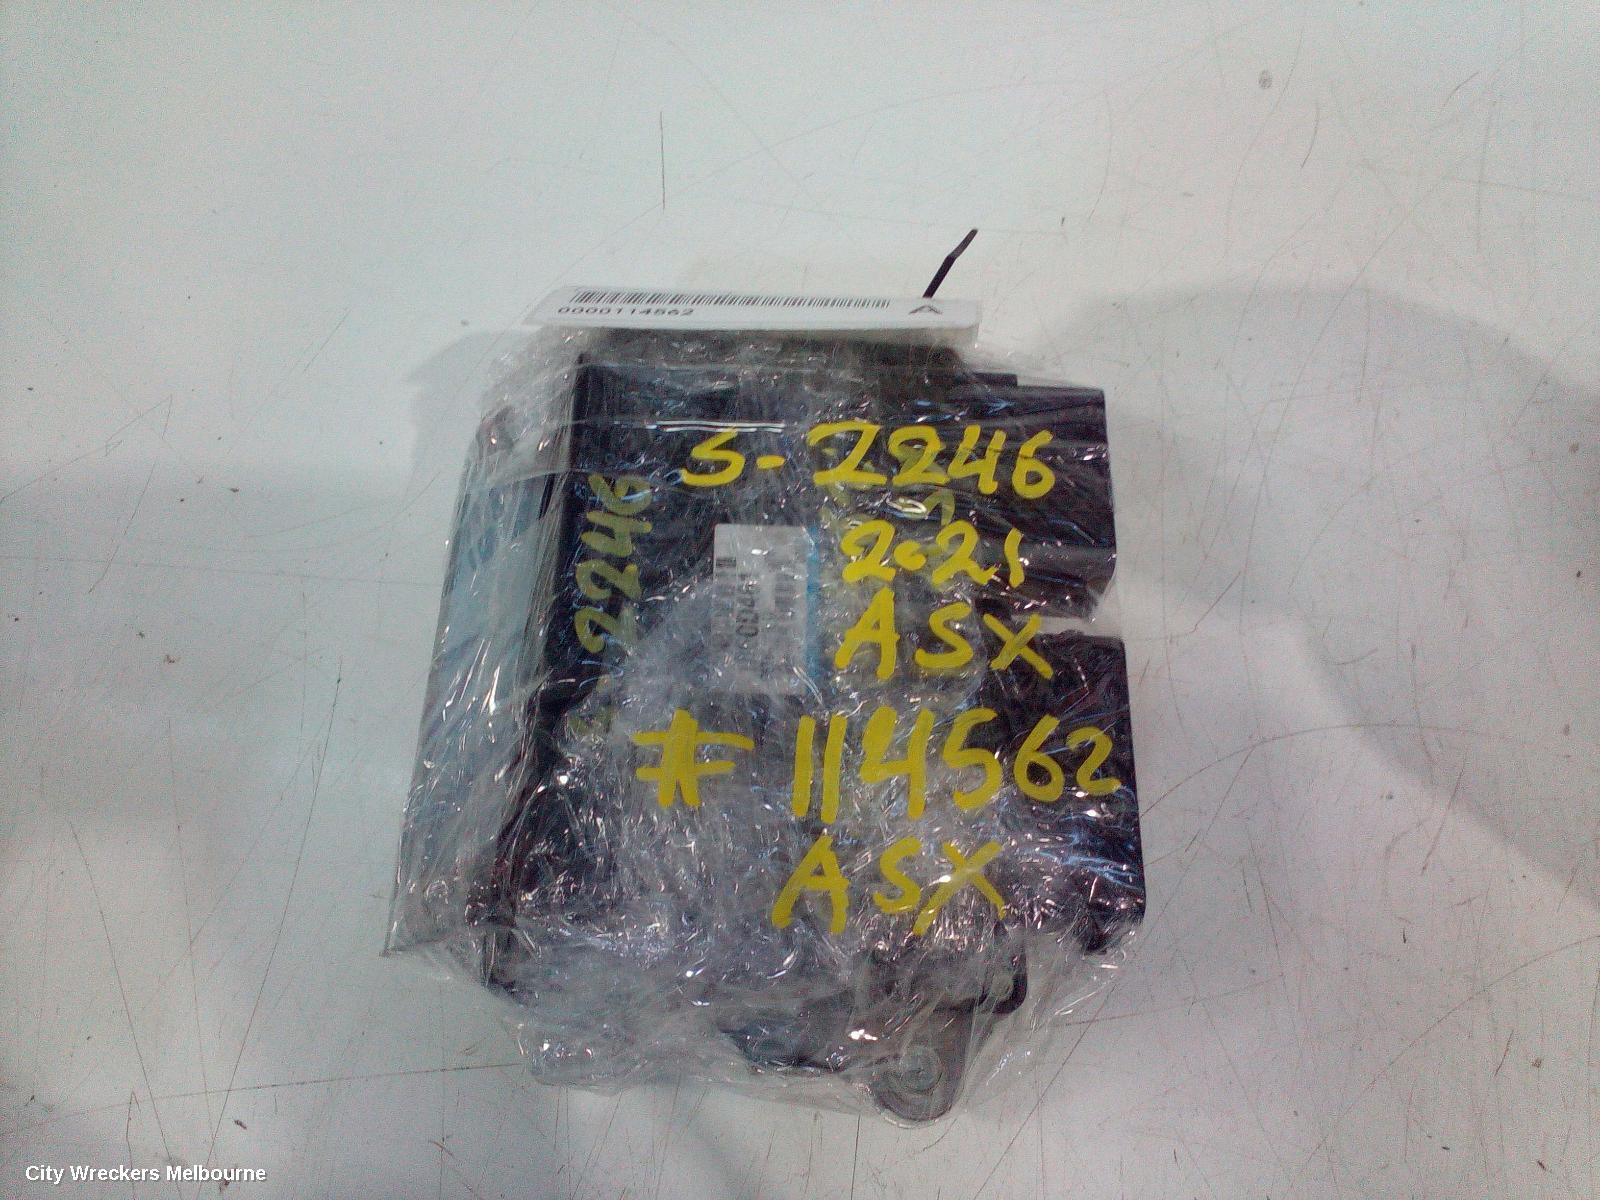 0000114562 A
S-2246
2021
ASX
# 114562
ASX
2246
City Wreckers Melbourne